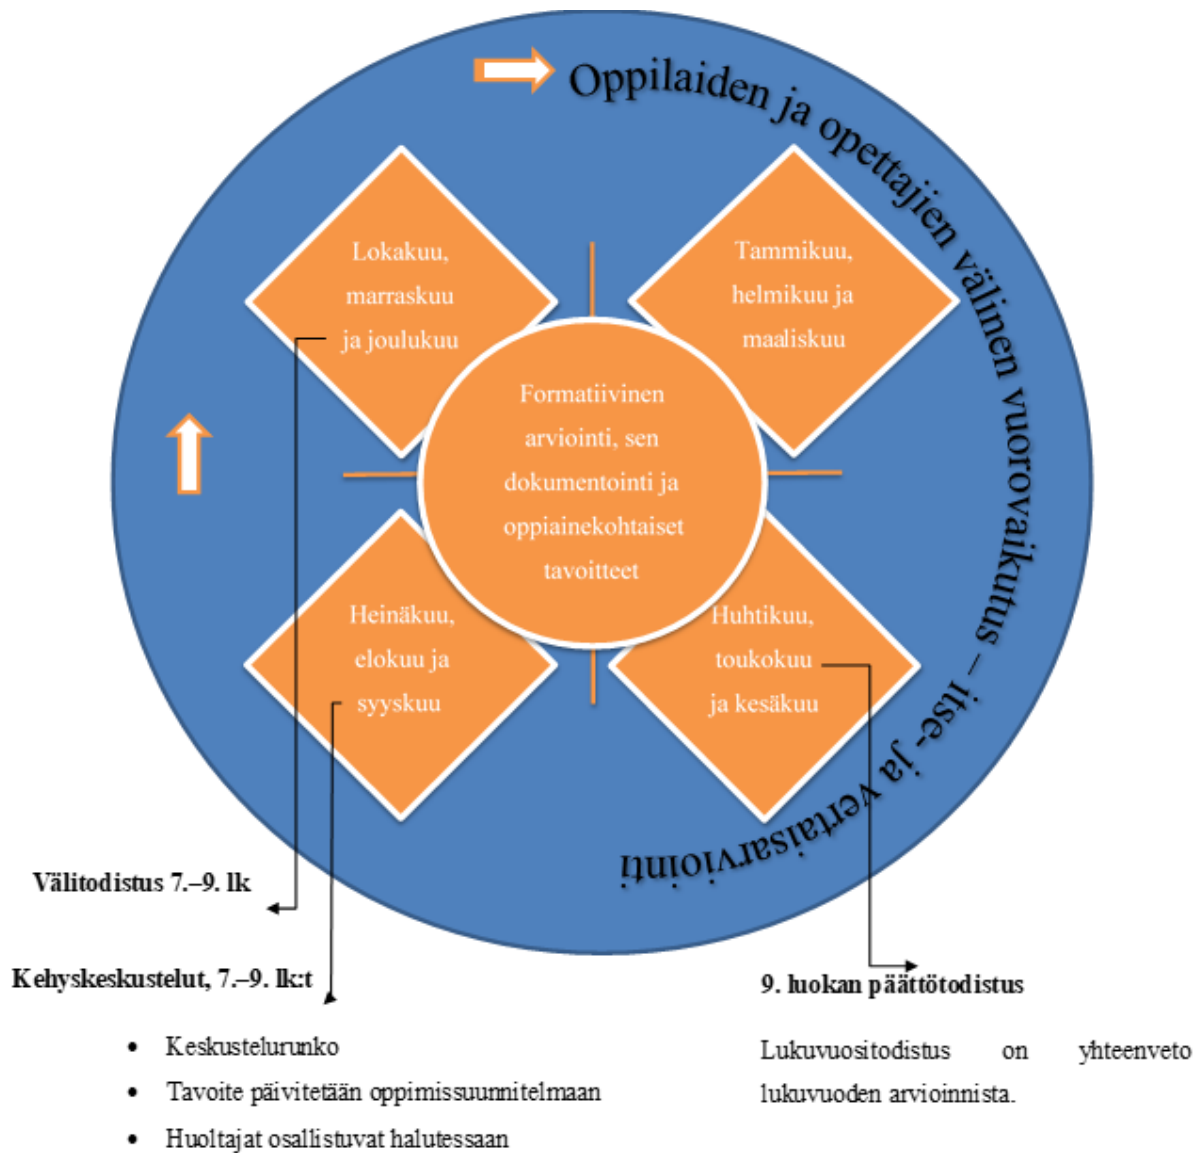 Oppilaiden ja opettajien välinen vuorovaikutus – itse- ja vertaisarviointi
Lokakuu,
marraskuu
ja joulukuu
Tammikuu,
helmikuu ja
maaliskuu
Formatiivinen
arviointi, sen
dokumentointi ja
oppiainekohtaiset
tavoitteet
Heinäkuu,
elokuu ja
syyskuu
Huhtikuu,
toukokuu
ja kesäkuu
Välitodistus 7.–9. lk
Kehyskeskustelut, 7.–9. lk:t
• Keskustelurunko
• Tavoite päivitetään oppimissuunnitelmaan
• Huoltajat osallistuvat halutessaan
9. luokan päättötodistus
Lukuvuositodistus on yhteenveto
lukuvuoden arvioinnista.